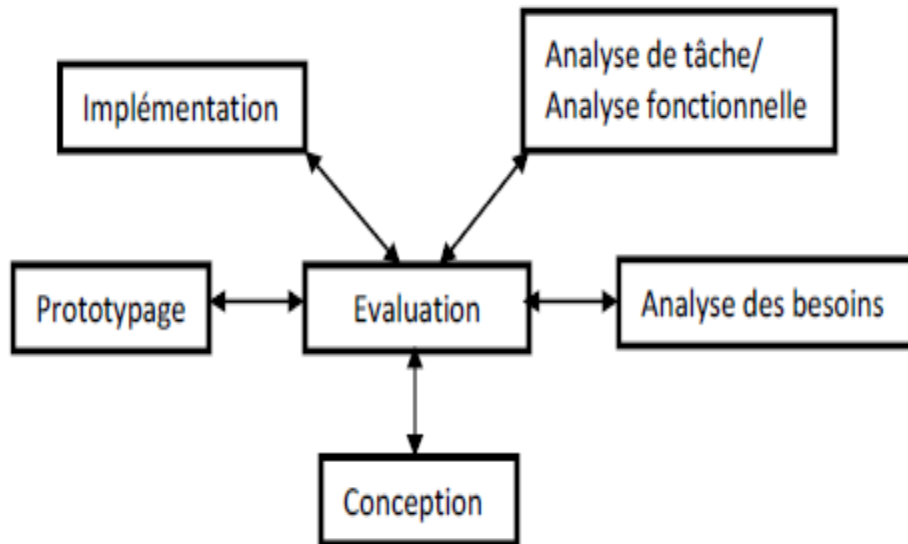 Implémentation
Analyse de tâche/
Analyse fonctionnelle
Prototypage
Evaluation
Analyse des besoins
Conception